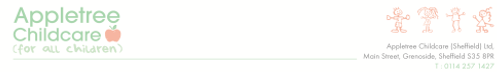 Appletree
Childcare
(for all children)
Appletree Childcare (Sheffield) Ltd,
Main Street, Grenoside, Sheffield S35 8PR
T : 0114 257 1427